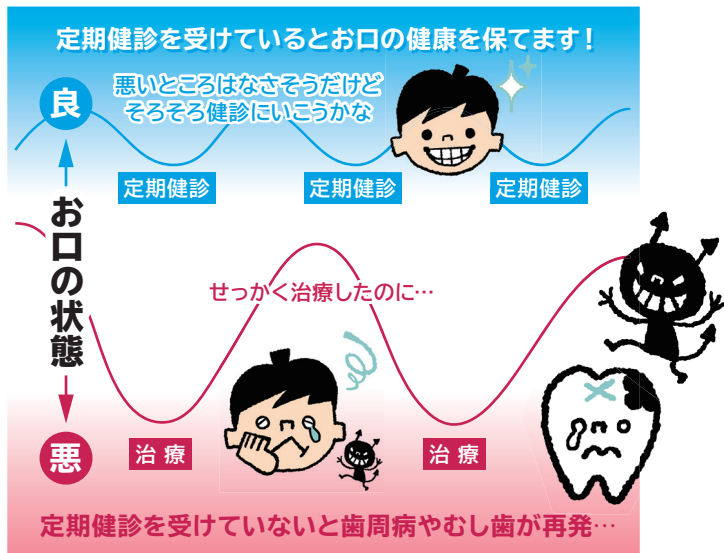 定期健診を受けているとお口の健康を保てます！
悪いところはなさそうだけど
そろそろ健診にいこうかな
良
定期健診
定期健診
定期健診
お口の状態
せっかく治療したのに…
治療
治療
悪
定期健診を受けていないと歯周病やむし歯が再発…